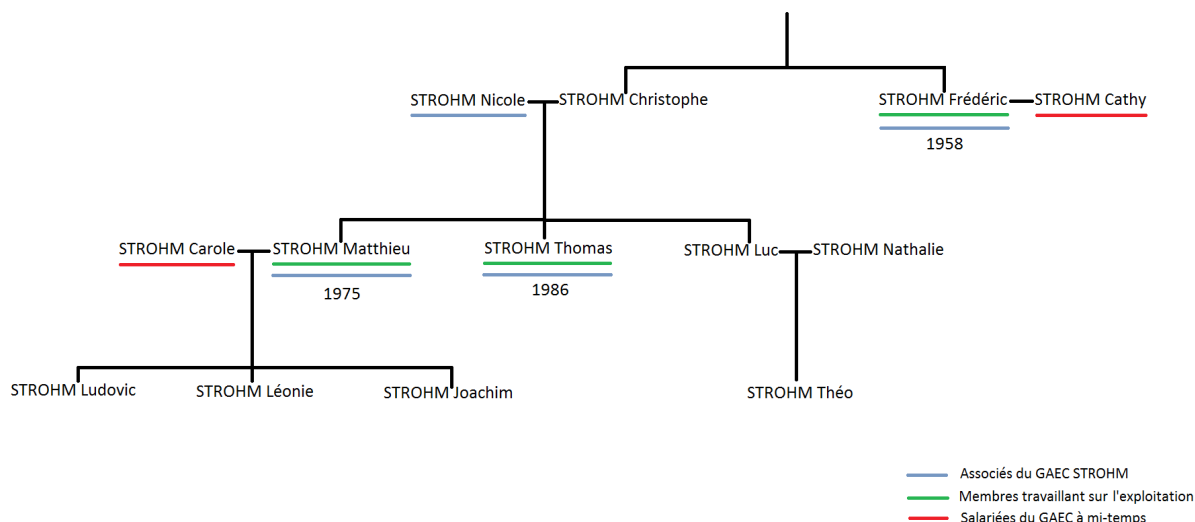 STROHM Nicole STROHM Christophe STROHM Frédéric STROHM Cathy
1958
STROHM Carole STROHM Matthieu STROHM Thomas STROHM Luc STROHM Nathalie
1975 1986
STROHM Ludovic STROHM Léonie STROHM Joachim STROHM Théo
Associés du GAEC STROHM
Membres travaillant sur l'exploitation
Salariées du GAEC à mi-temps